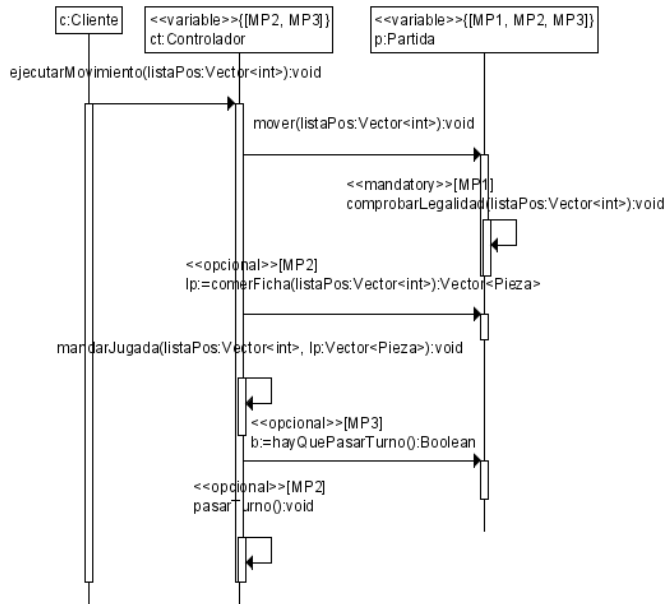 c:Cliente
<<variable>>{[MP2, MP3]}
ct:Controlador
<<variable>>{[MP1, MP2, MP3]}
p:Partida
ejecutarMovimiento(listaPos:Vector<int>):void
mover(listaPos:Vector<int>):void
<<mandatory>>[MP1]
comprobarLegalidad(listaPos:Vector<int>):void
<<opcional>>[MP2]
lp:=comerFicha(listaPos:Vector<int>):Vector<Pieza>
mandarJugada(listaPos:Vector<int>, lp:Vector<Pieza>):void
<<opcional>>[MP3]
b:=hayQuePasarTurno():Boolean
<<opcional>>[MP2]
pasarTurno():void